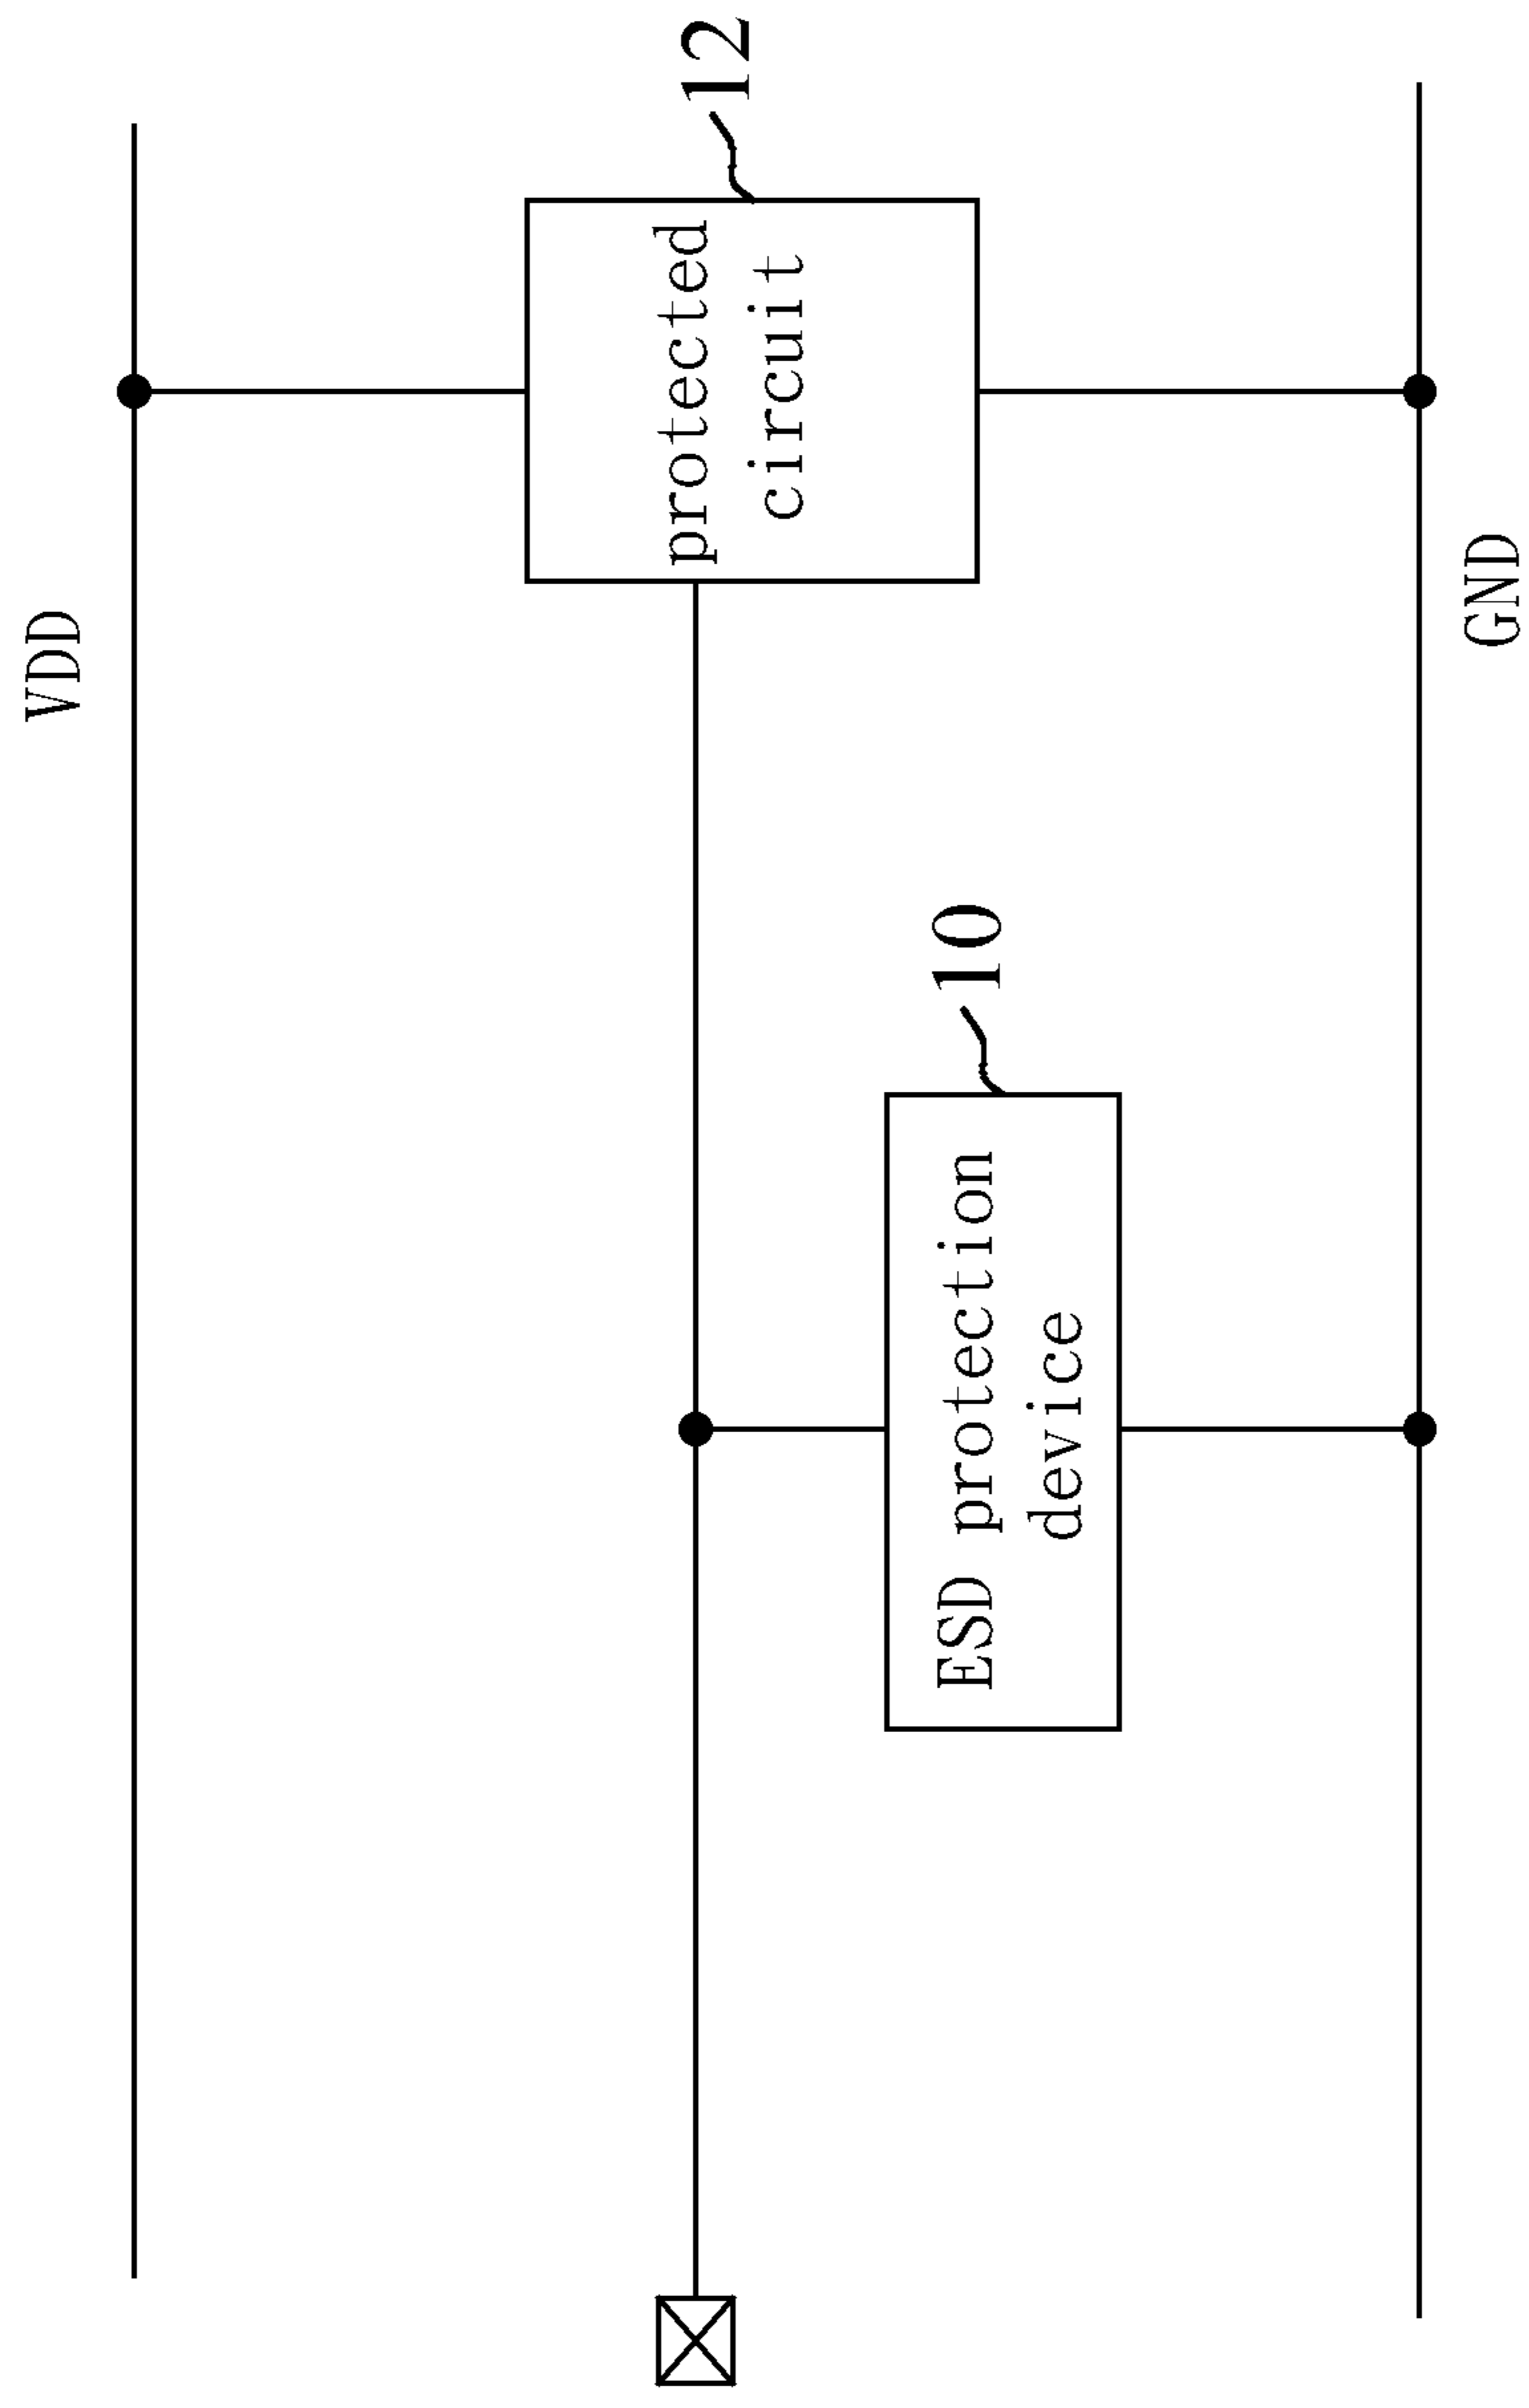 VDD
12
protected
circuit
10
ESD protection
device
GND